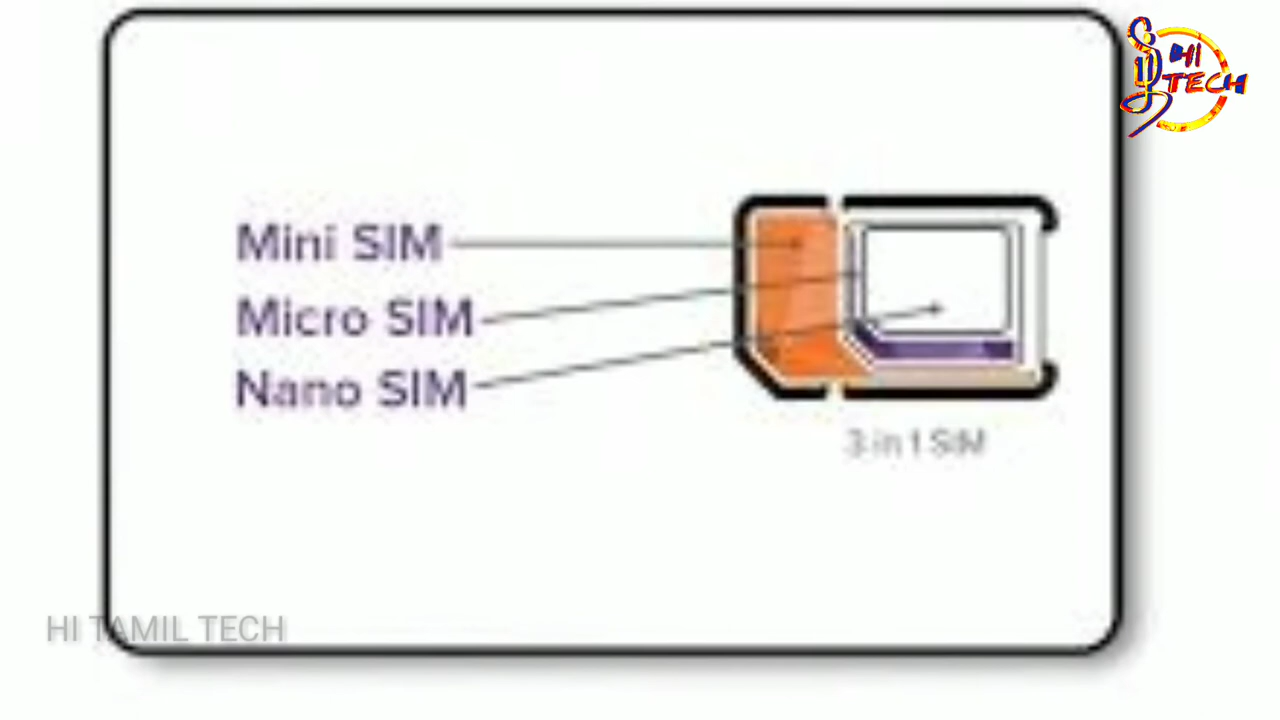 HI
TECH
Mini SIM
Micro SIM
Nano SIM
3 in 1 SIM
HI TAMIL TECH